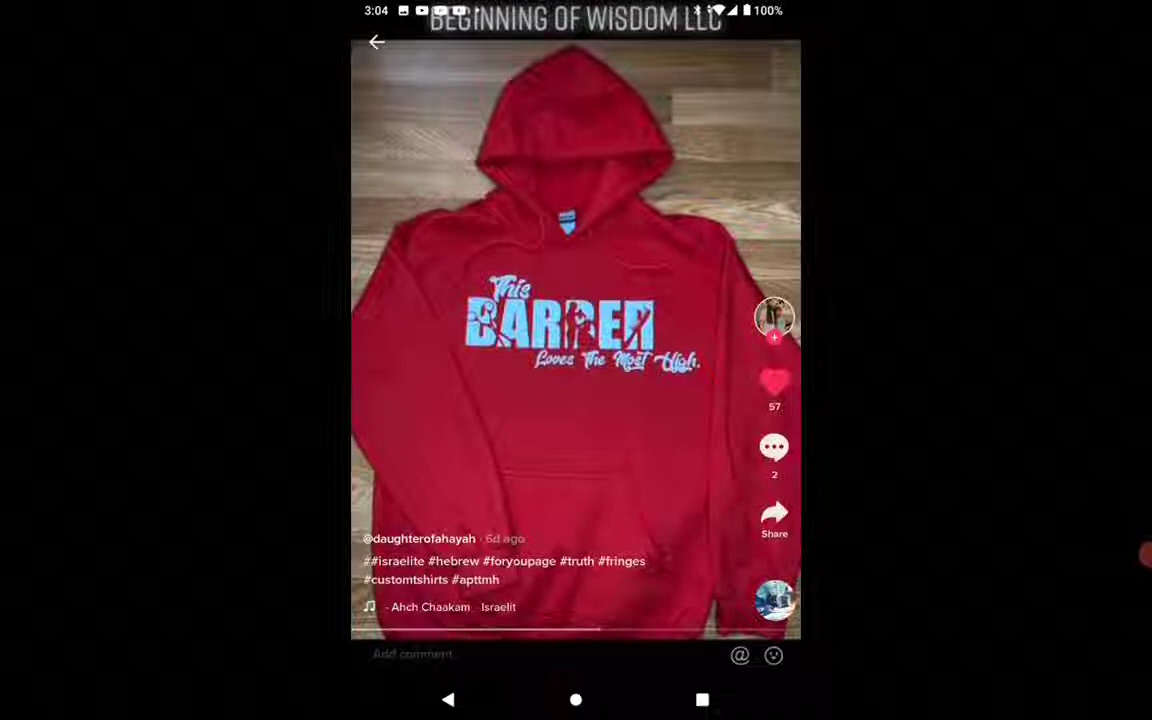 3:04
100%
BEGINNING OF WISDOM LLC
This
BARBER
Loves The Most High.
57
2
Share
@daughterofahayah · 6d ago
##israelite #hebrew #foryoupage #truth #fringes
#customtshirts #apttmh
- Ahch Chaakam Israelit
Add comment...
@